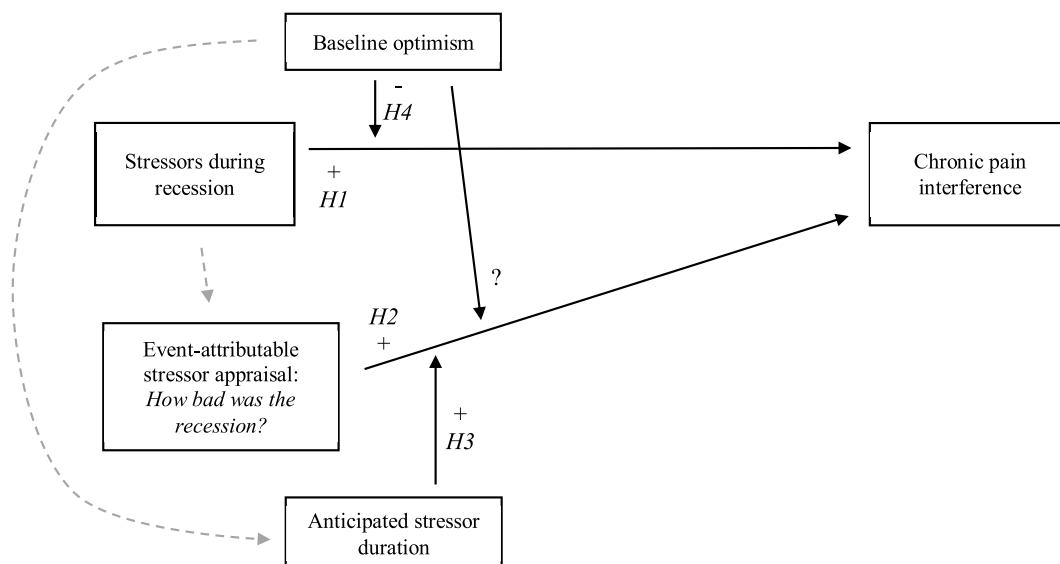 Baseline optimism
-
H4
Stressors during
recession
+
H1
Chronic pain
interference
?
H2
+
Event-attributable
stressor appraisal:
How bad was the
recession?
+
H3
Anticipated stressor
duration